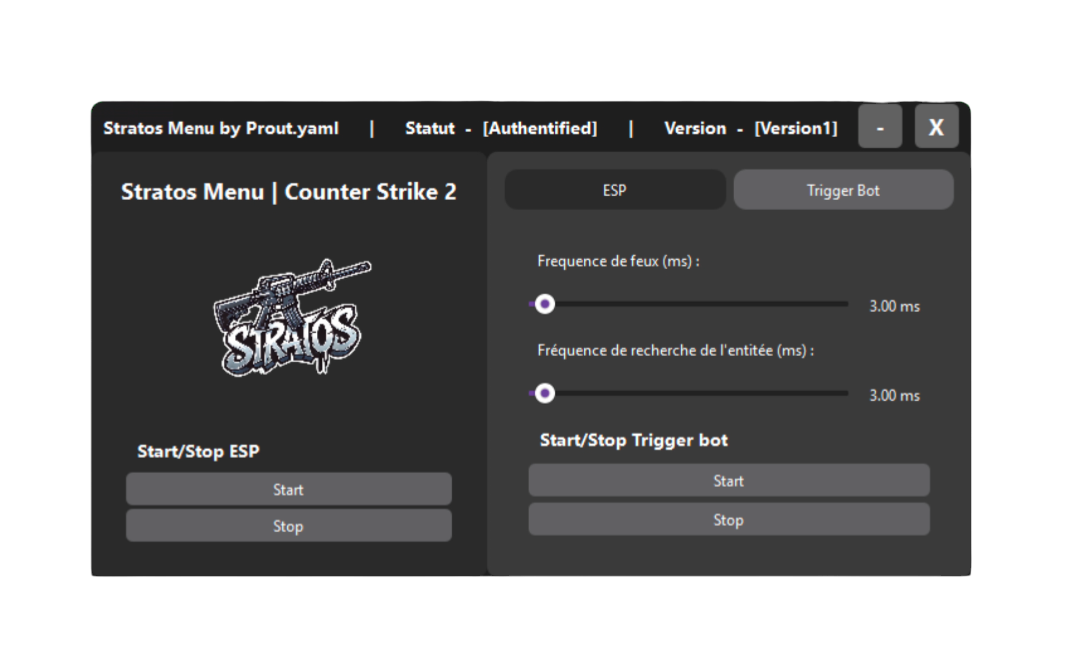 Stratos Menu by Prout.yaml | Statut - [Authentified] | Version - [Version1] - X
Stratos Menu | Counter Strike 2
STRATOS
Start/Stop ESP
Start
Stop
ESP
Trigger Bot
Frequence de feux (ms) :
3.00 ms
Fréquence de recherche de l'entitée (ms) :
3.00 ms
Start/Stop Trigger bot
Start
Stop